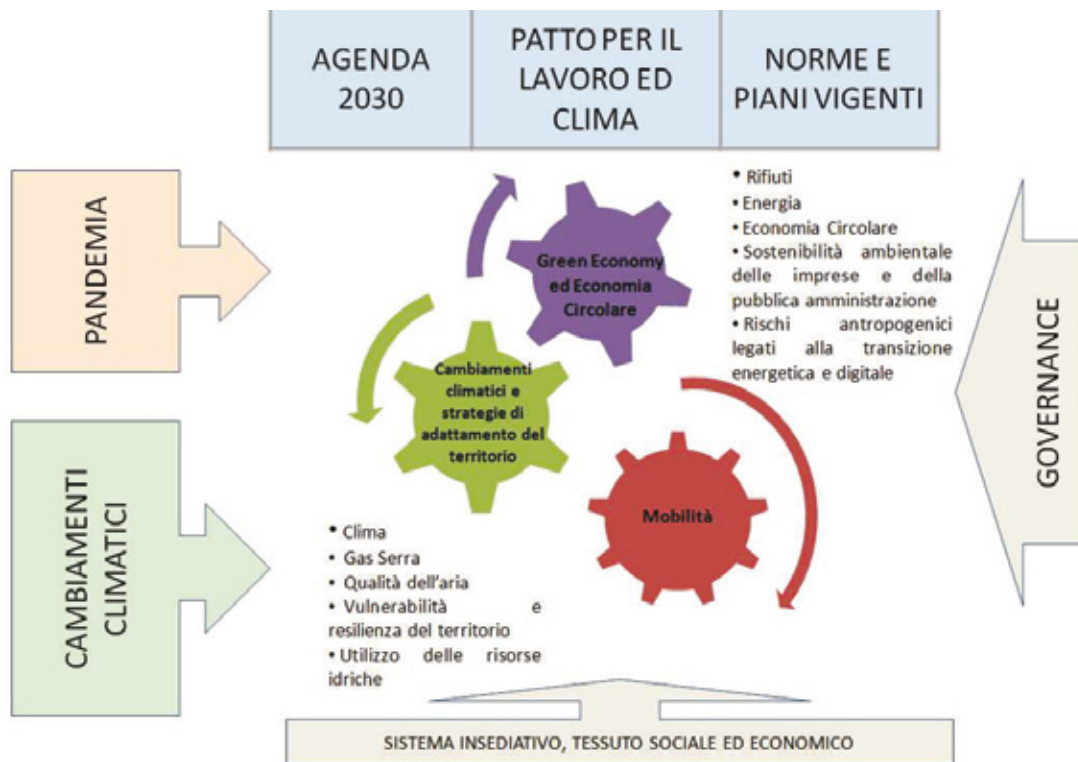 AGENDA
2030
PATTO PER IL
LAVORO ED
CLIMA
NORME E
PIANI VIGENTI
PANDEMIA
CAMBIAMENTI
CLIMATICI
Green Economy
ed Economia
Circolare
Cambiamenti
climatici e
strategie di
adattamento del
territorio
Mobilità
• Rifiuti
• Energia
• Economia Circolare
• Sostenibilità ambientale
delle imprese e della
pubblica amministrazione
• Rischi antropogenici
legati alla transizione
energetica e digitale
GOVERNANCE
• Clima
• Gas Serra
• Qualità dell'aria
• Vulnerabilità e
resilienza del territorio
• Utilizzo delle risorse
idriche
SISTEMA INSEDIATIVO, TESSUTO SOCIALE ED ECONOMICO